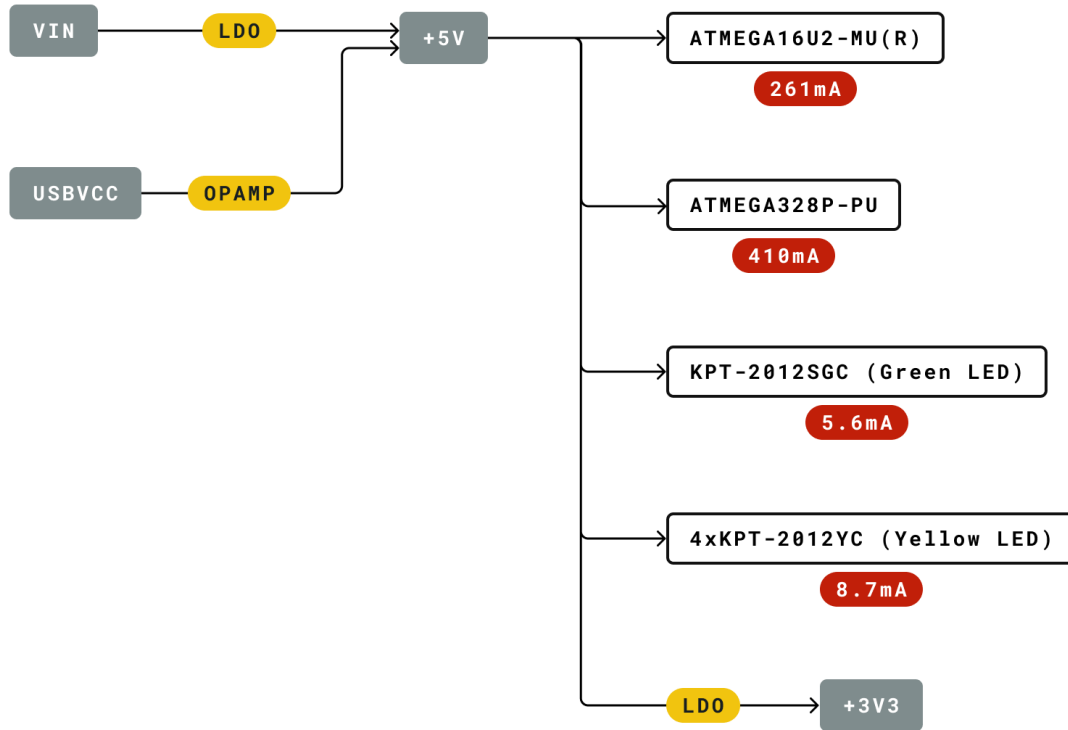 VIN
LDO
+5V
ATMEGA16U2-MU(R)
261mA
USBVCC
OPAMP
ATMEGA328P-PU
410mA
KPT-2012SGC (Green LED)
5.6mA
4xKPT-2012YC (Yellow LED)
8.7mA
LDO
+3V3